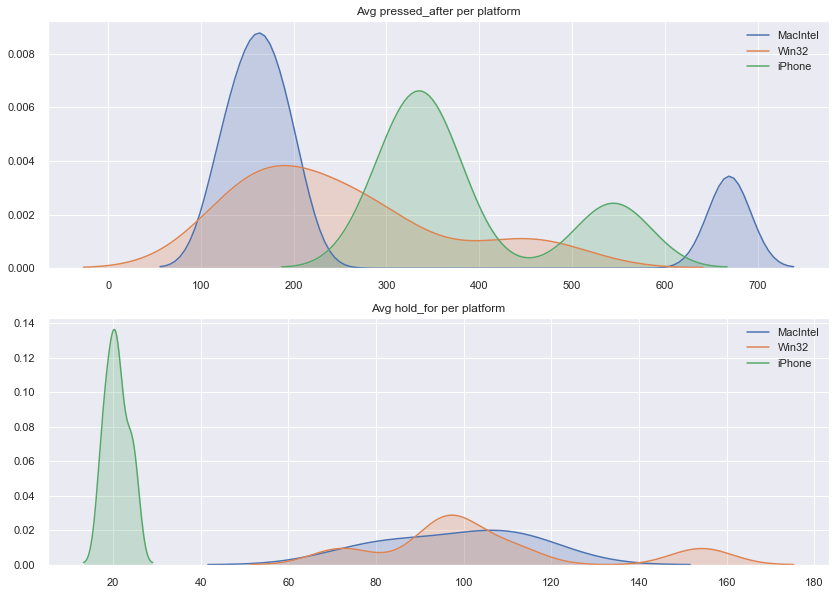 Avg pressed_after per platform
MacIntel
Win32
iPhone
0.008
0.006
0.004
0.002
0.000
0 100 200 300 400 500 600 700
Avg hold_for per platform
MacIntel
Win32
iPhone
0.14
0.12
0.10
0.08
0.06
0.04
0.02
0.00
20 40 60 80 100 120 140 160 180